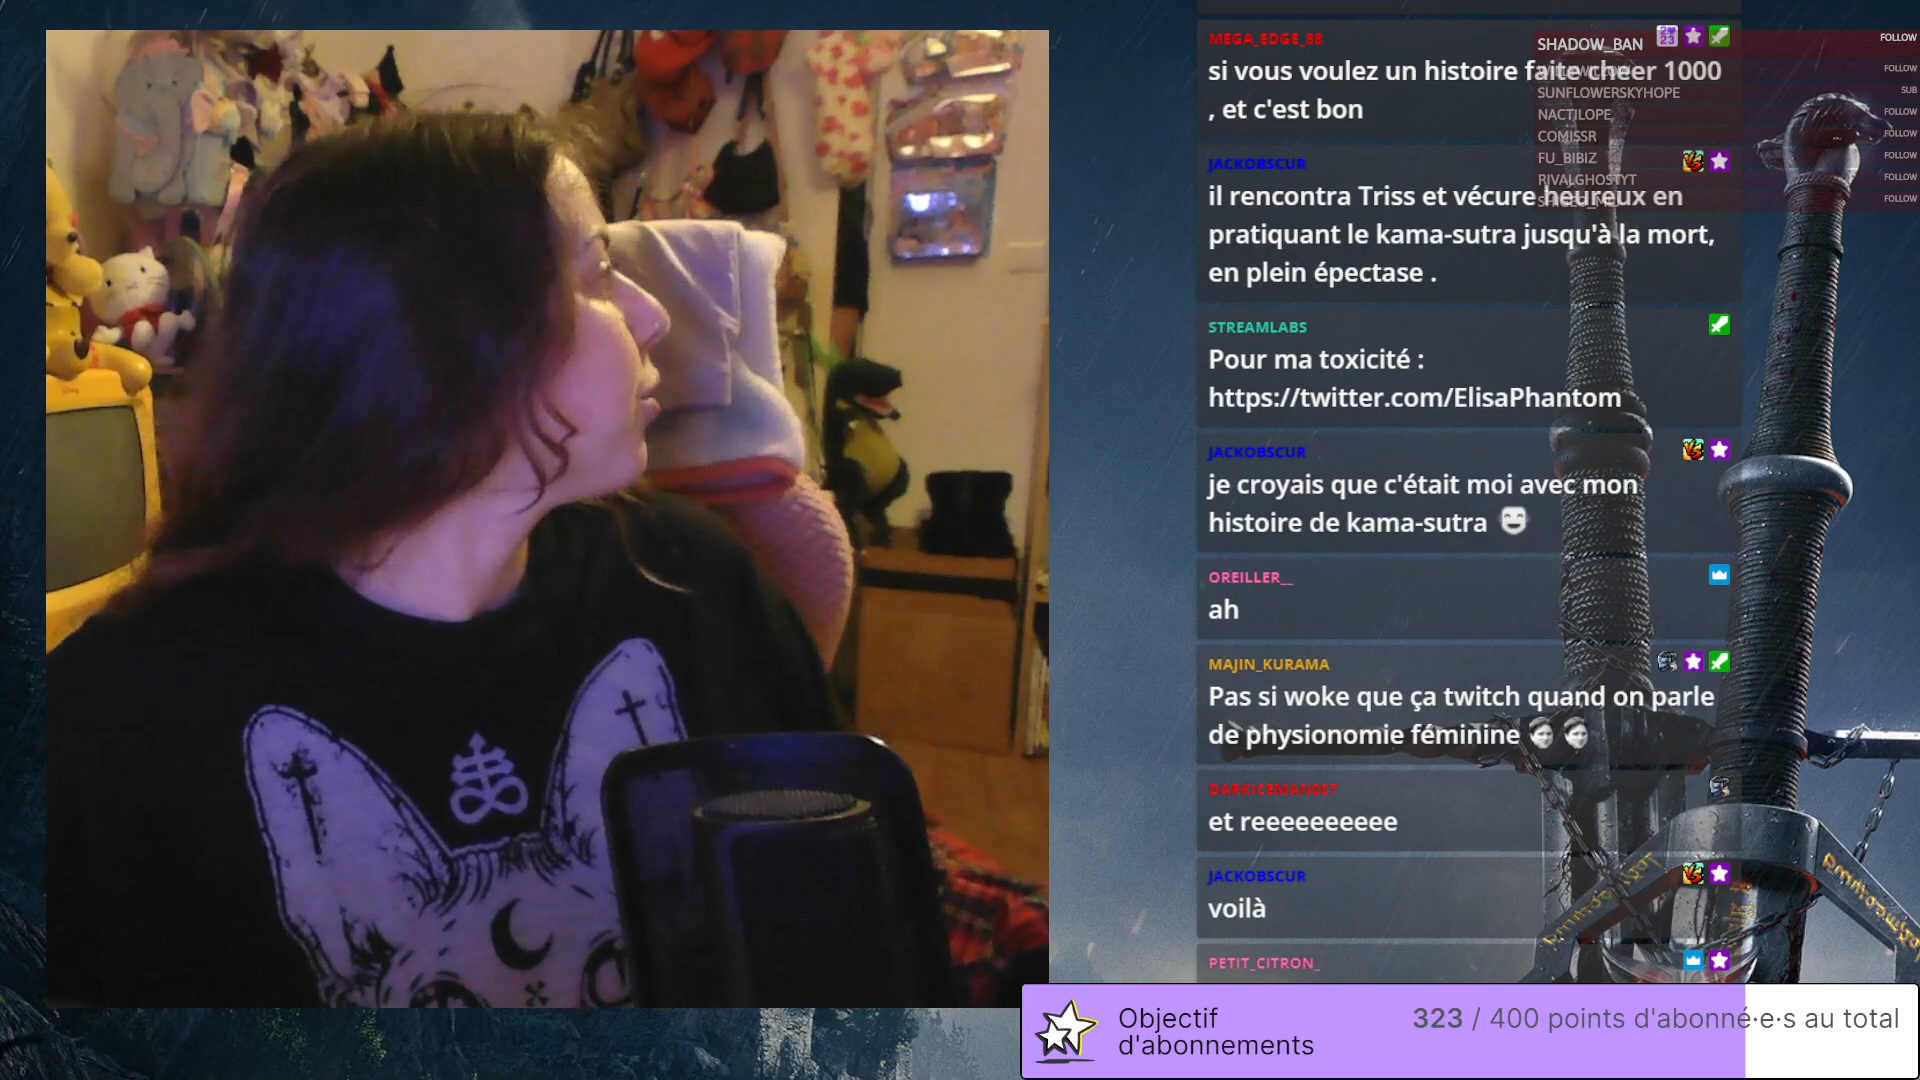 MEGA_EDGE_88
si vous voulez un histoire faite cheer 1000
, et c'est bon
SHADOW_BAN FOLLOW
FOLLOW
SUNFLOWERSKYHOPE SUB
NACTILOPE_ FOLLOW
COMISSR FOLLOW
FU_BIBIZ FOLLOW
RIVALGHOSTYT FOLLOW
FOLLOW
JACKOBSCUR
il rencontra Triss et vécure heureux en
pratiquant le kama-sutra jusqu'à la mort,
en plein épectase .
STREAMLABS
Pour ma toxicité :
https://twitter.com/ElisaPhantom
JACKOBSCUR
je croyais que c'était moi avec mon
histoire de kama-sutra
OREILLER__
ah
MAJIN_KURAMA
Pas si woke que ça twitch quand on parle
de physionomie féminine
DARKICEMAN007
et reeeeeeeeee
JACKOBSCUR
voilà
PETIT_CITRON_
Objectif
d'abonnements
323 / 400 points d'abonné·e·s au total